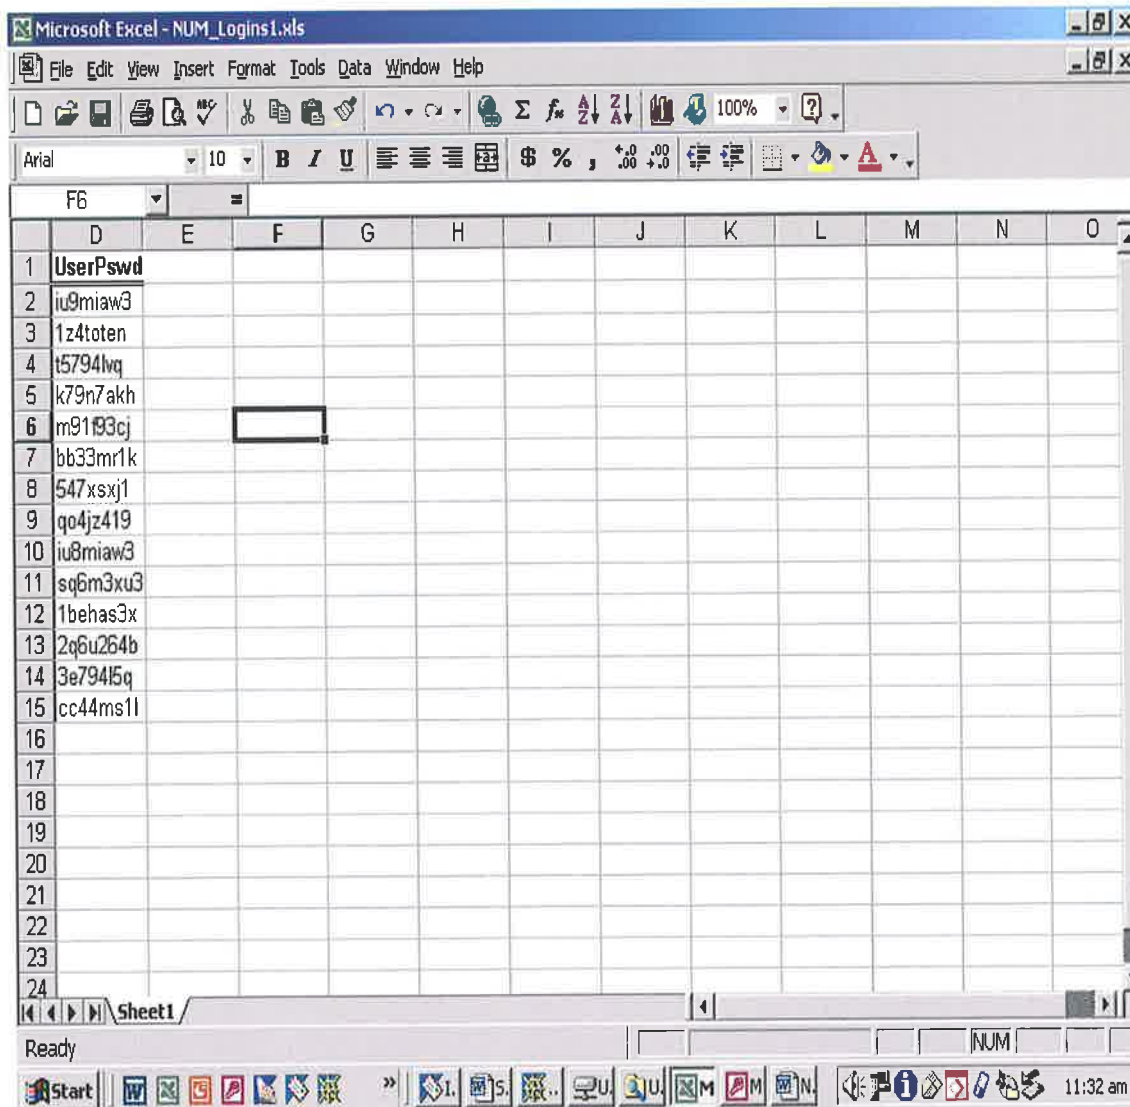 Microsoft Excel - NUM_Logins1.xls
File Edit View Insert Format Tools Data Window Help
100%
Arial 10 B I U $ % ,
F6 =
D E F G H I J K L M N O
1 UserPswd
2 iu9miaw3
3 1z4toten
4 t5794lvq
5 k79n7akh
6 m91f93cj
7 bb33mr1k
8 547xsxj1
9 qo4jz419
10 iu8miaw3
11 sq6m3xu3
12 1behas3x
13 2q6u264b
14 3e794l5q
15 cc44ms1l
16
17
18
19
20
21
22
23
24
Sheet1
Ready NUM
Start I. S. U. U. M M N. 11:32 am